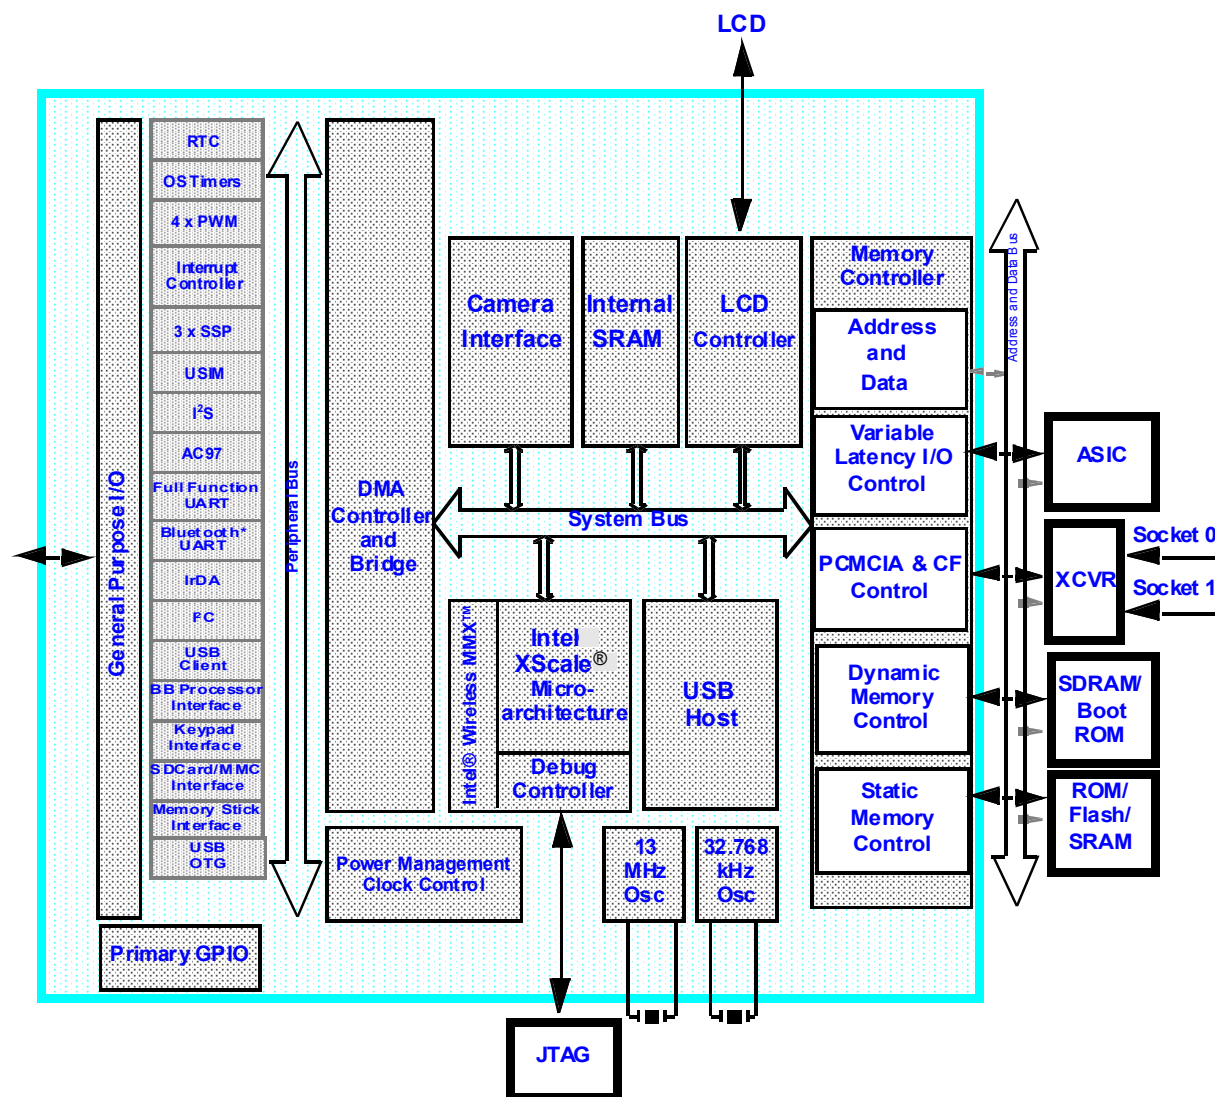 LCD
General Purpose I/O
RTC
OS Timers
4 x PWM
Interrupt
Controller
3 x SSP
USIM
I²S
AC97
Full Function
UART
Bluetooth*
UART
IrDA
I²C
USB
Client
BB Processor
Interface
Keypad
Interface
SDCard/MMC
Interface
Memory Stick
Interface
USB
OTG
Primary GPIO
Peripheral Bus
DMA
Controller
and
Bridge
Power Management
Clock Control
Camera
Interface
Internal
SRAM
LCD
Controller
System Bus
Intel® Wireless MMX™
Intel
XScale®
Micro-
architecture
Debug
Controller
USB
Host
13
MHz
Osc
32.768
kHz
Osc
JTAG
Memory
Controller
Address
and
Data
Variable
Latency I/O
Control
PCMCIA & CF
Control
Dynamic
Memory
Control
Static
Memory
Control
Address and Data Bus
ASIC
XCVR
Socket 0
Socket 1
SDRAM/
Boot
ROM
ROM/
Flash/
SRAM